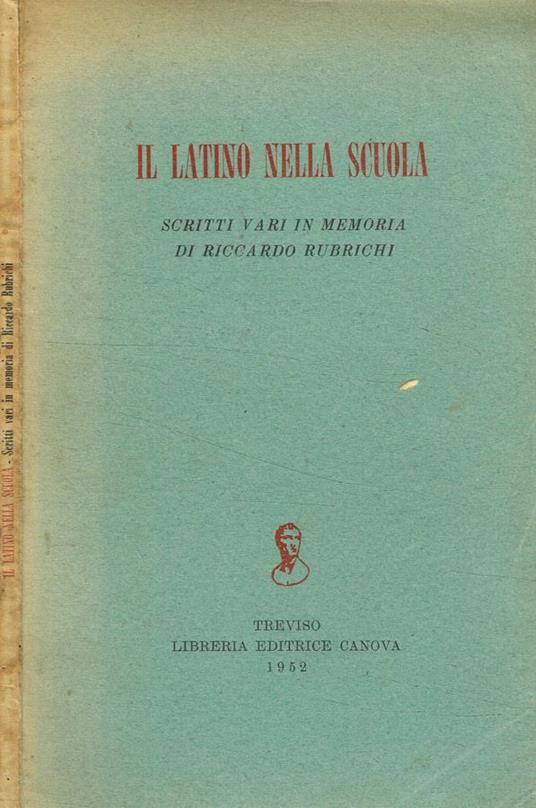 IL LATINO NELLA SCUOLA
SCRITTI VARI IN MEMORIA
DI RICCARDO RUBRICHI
TREVISO
LIBRERIA EDITRICE CANOVA
1952
IL LATINO NELLA SCUOLA - Scritti vari in memoria di Riccardo Rubrichi